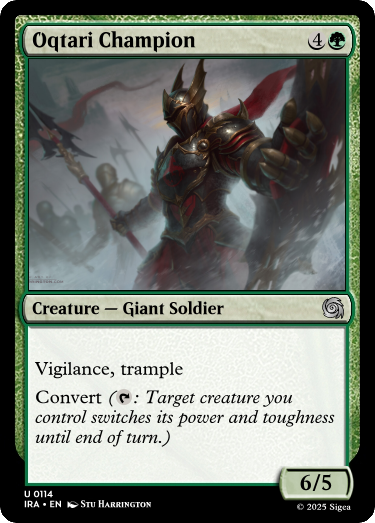 Oqtari Champion 4
Creature — Giant Soldier
Vigilance, trample
Convert (: Target creature you
control switches its power and toughness
until end of turn.)
6/5
U 0114
IRA • EN Stu Harrington
© 2025 Sigea